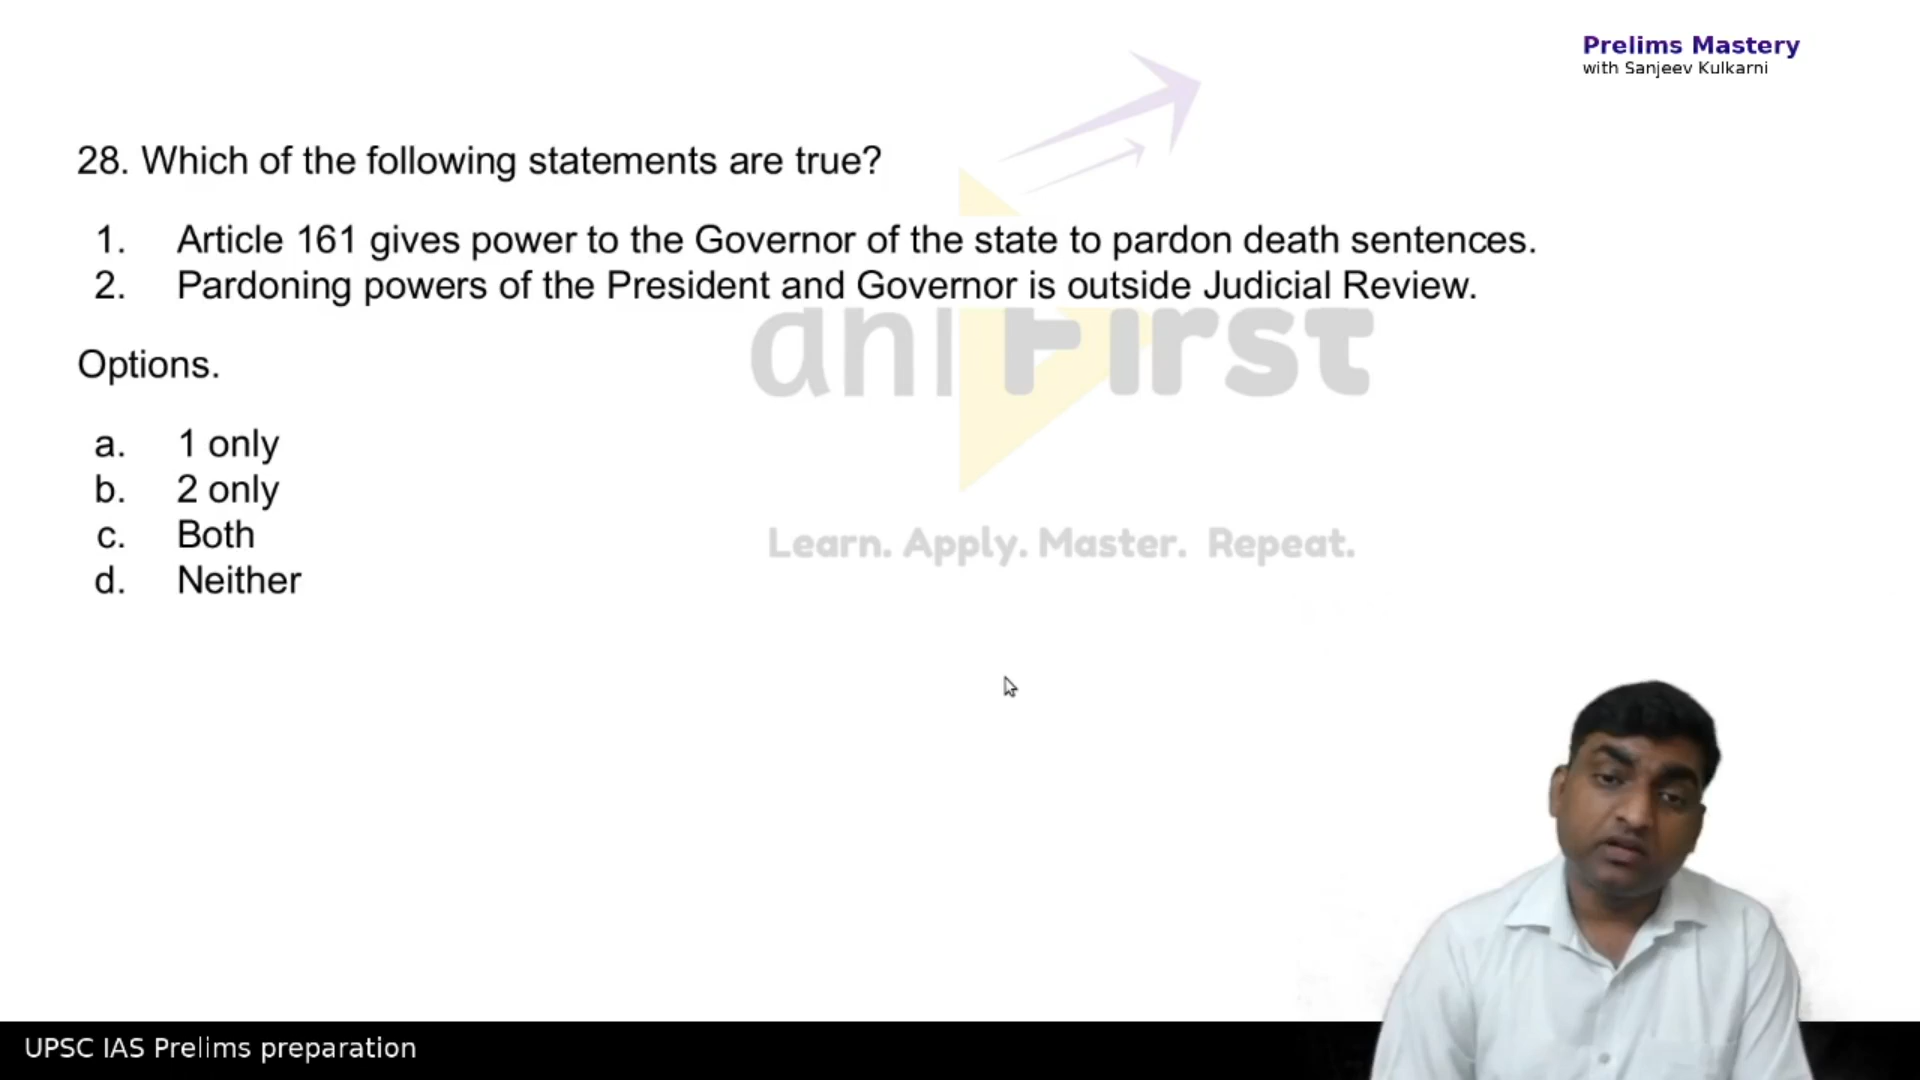 Prelims Mastery
with Sanjeev Kulkarni
28. Which of the following statements are true?
1. Article 161 gives power to the Governor of the state to pardon death sentences.
2. Pardoning powers of the President and Governor is outside Judicial Review.
ani First
Options.
a. 1 only
b. 2 only
c. Both
d. Neither
Learn. Apply. Master. Repeat.
UPSC IAS Prelims preparation